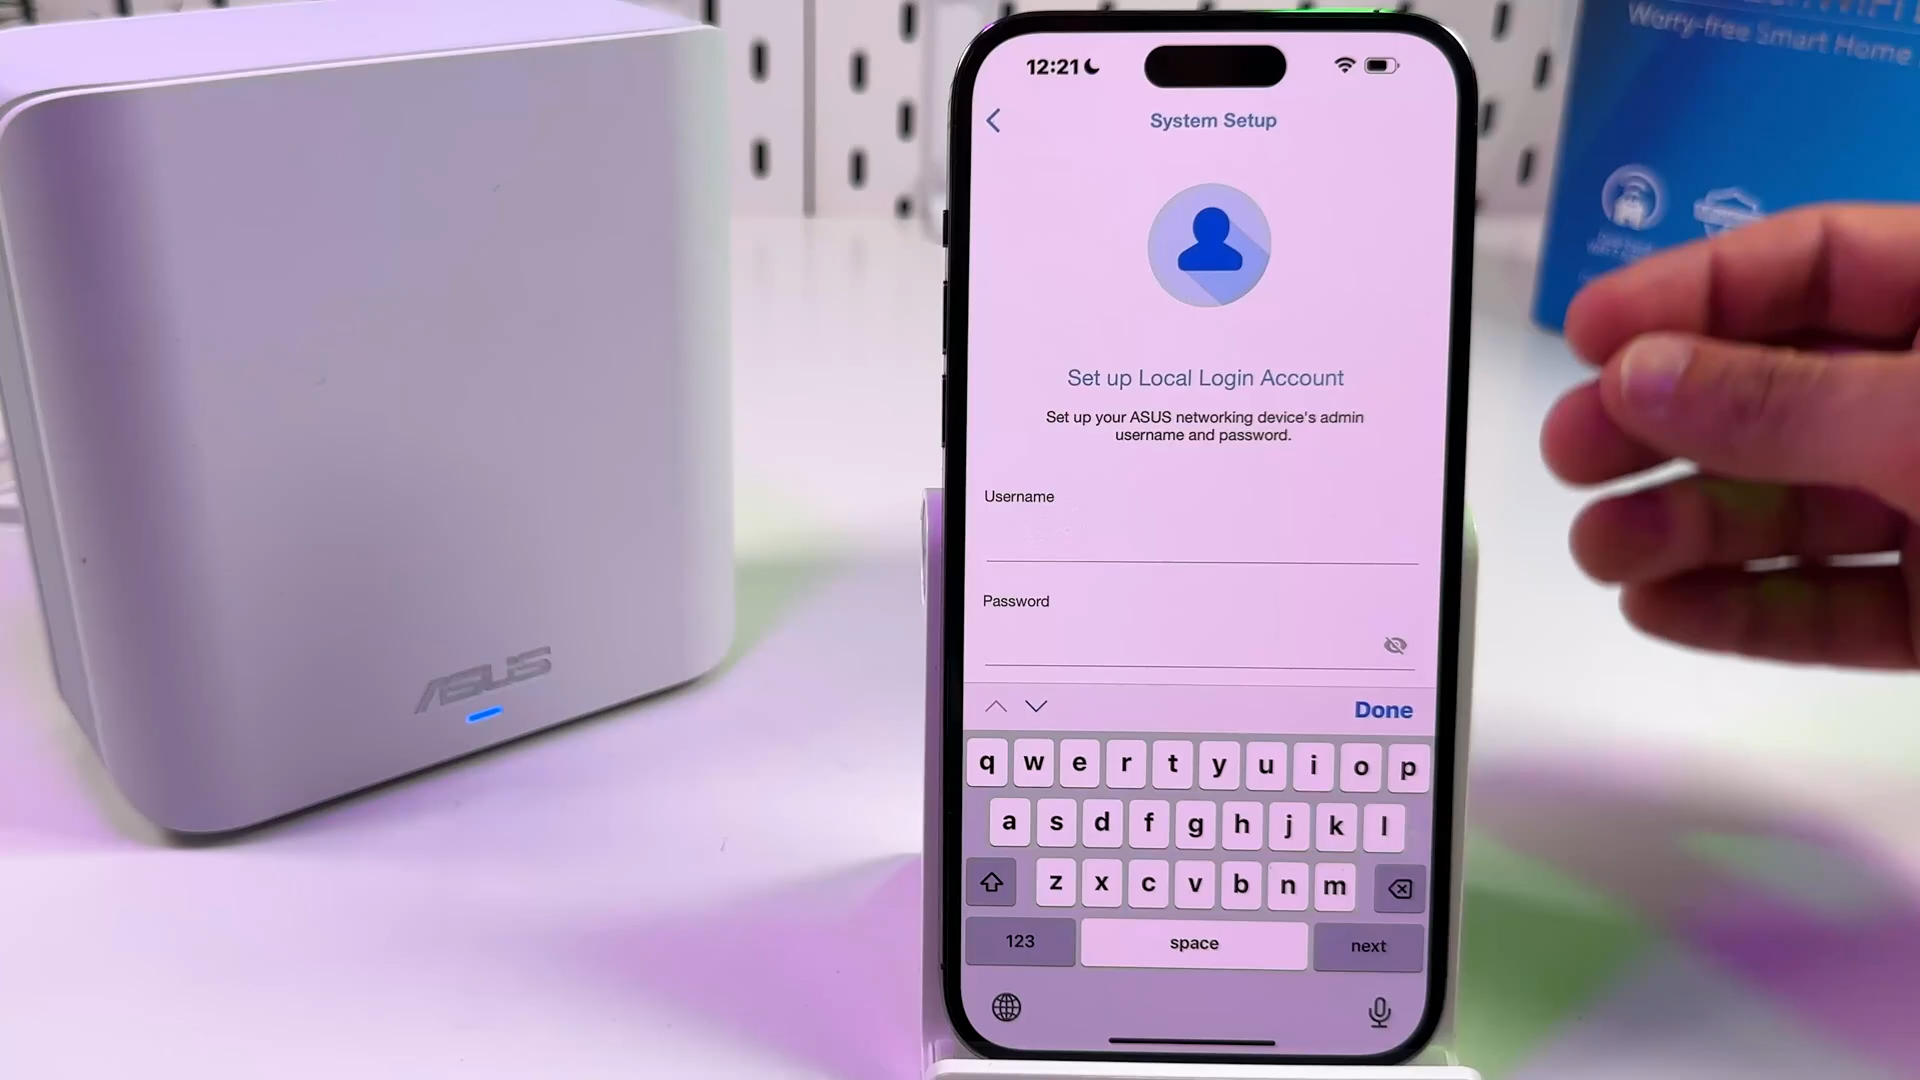 Worry-free Smart Home
12:21
System Setup
Set up Local Login Account
Set up your ASUS networking device's admin
username and password.
Username
Password
Done
q w e r t y u i o p
a s d f g h j k l
z x c v b n m
123 space next
ASUS